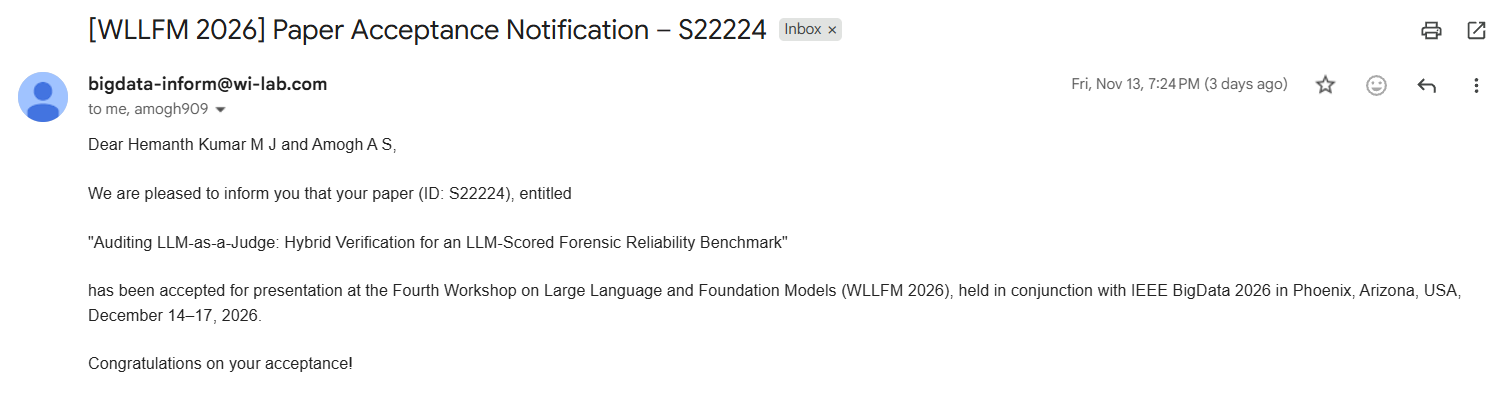 [WLLFM 2026] Paper Acceptance Notification – S22224 Inbox ×
bigdata-inform@wi-lab.com Fri, Nov 13, 7:24 PM (3 days ago)
to me, amogh909
Dear Hemanth Kumar M J and Amogh A S,
We are pleased to inform you that your paper (ID: S22224), entitled
"Auditing LLM-as-a-Judge: Hybrid Verification for an LLM-Scored Forensic Reliability Benchmark"
has been accepted for presentation at the Fourth Workshop on Large Language and Foundation Models (WLLFM 2026), held in conjunction with IEEE BigData 2026 in Phoenix, Arizona, USA,
December 14–17, 2026.
Congratulations on your acceptance!